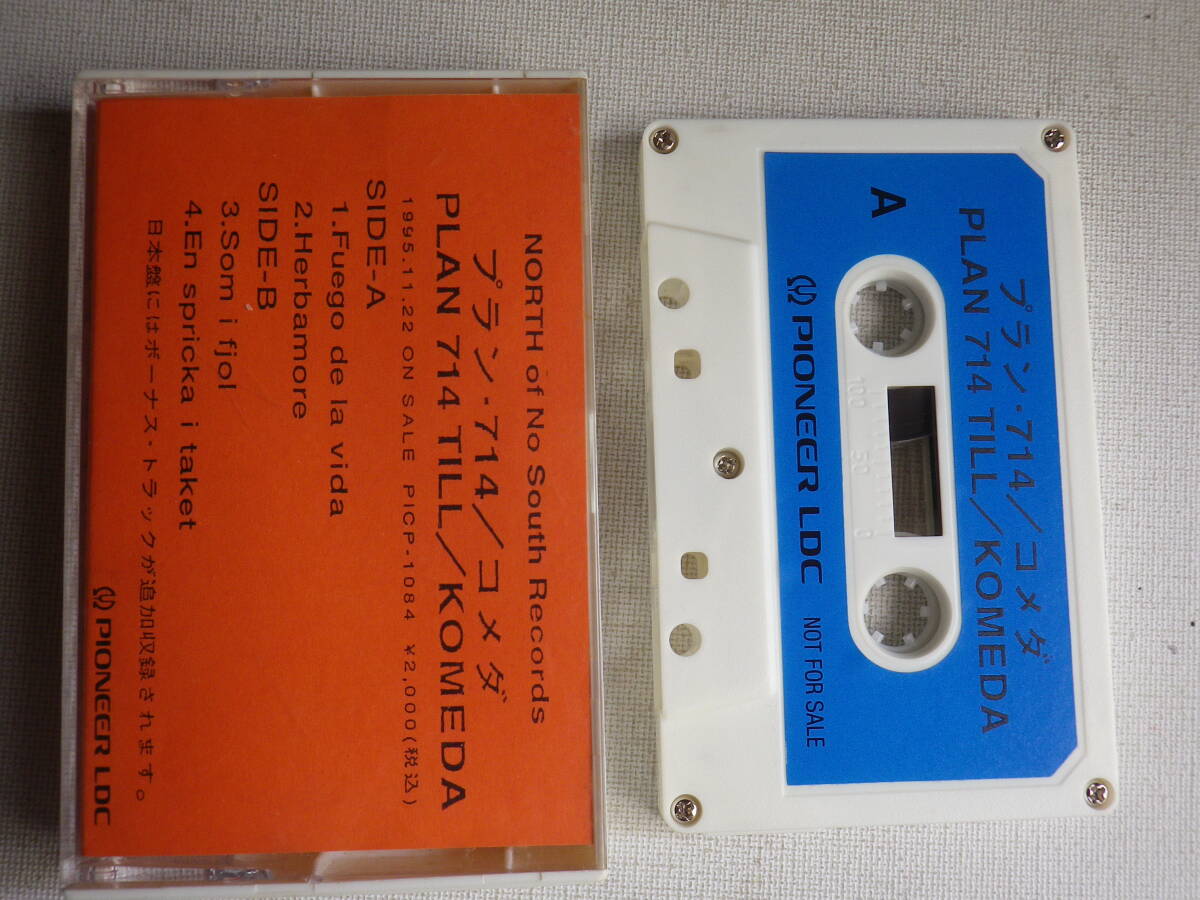 NORTH of No South Records
プラン・714／コメダ
PLAN 714 TILL／KOMEDA
1995.11.22 ON SALE PICP-1084 ¥2,000(税込)
SIDE-A
1.Fuego de la vida
2.Herbamore
SIDE-B
3.Som i fjol
4.En spricka i taket
日本盤にはボーナス・トラックが追加収録されます。
PIONEER LDC
プラン・714／コメダ
PLAN 714 TILL／KOMEDA
A
100 50 0
PIONEER LDC NOT FOR SALE